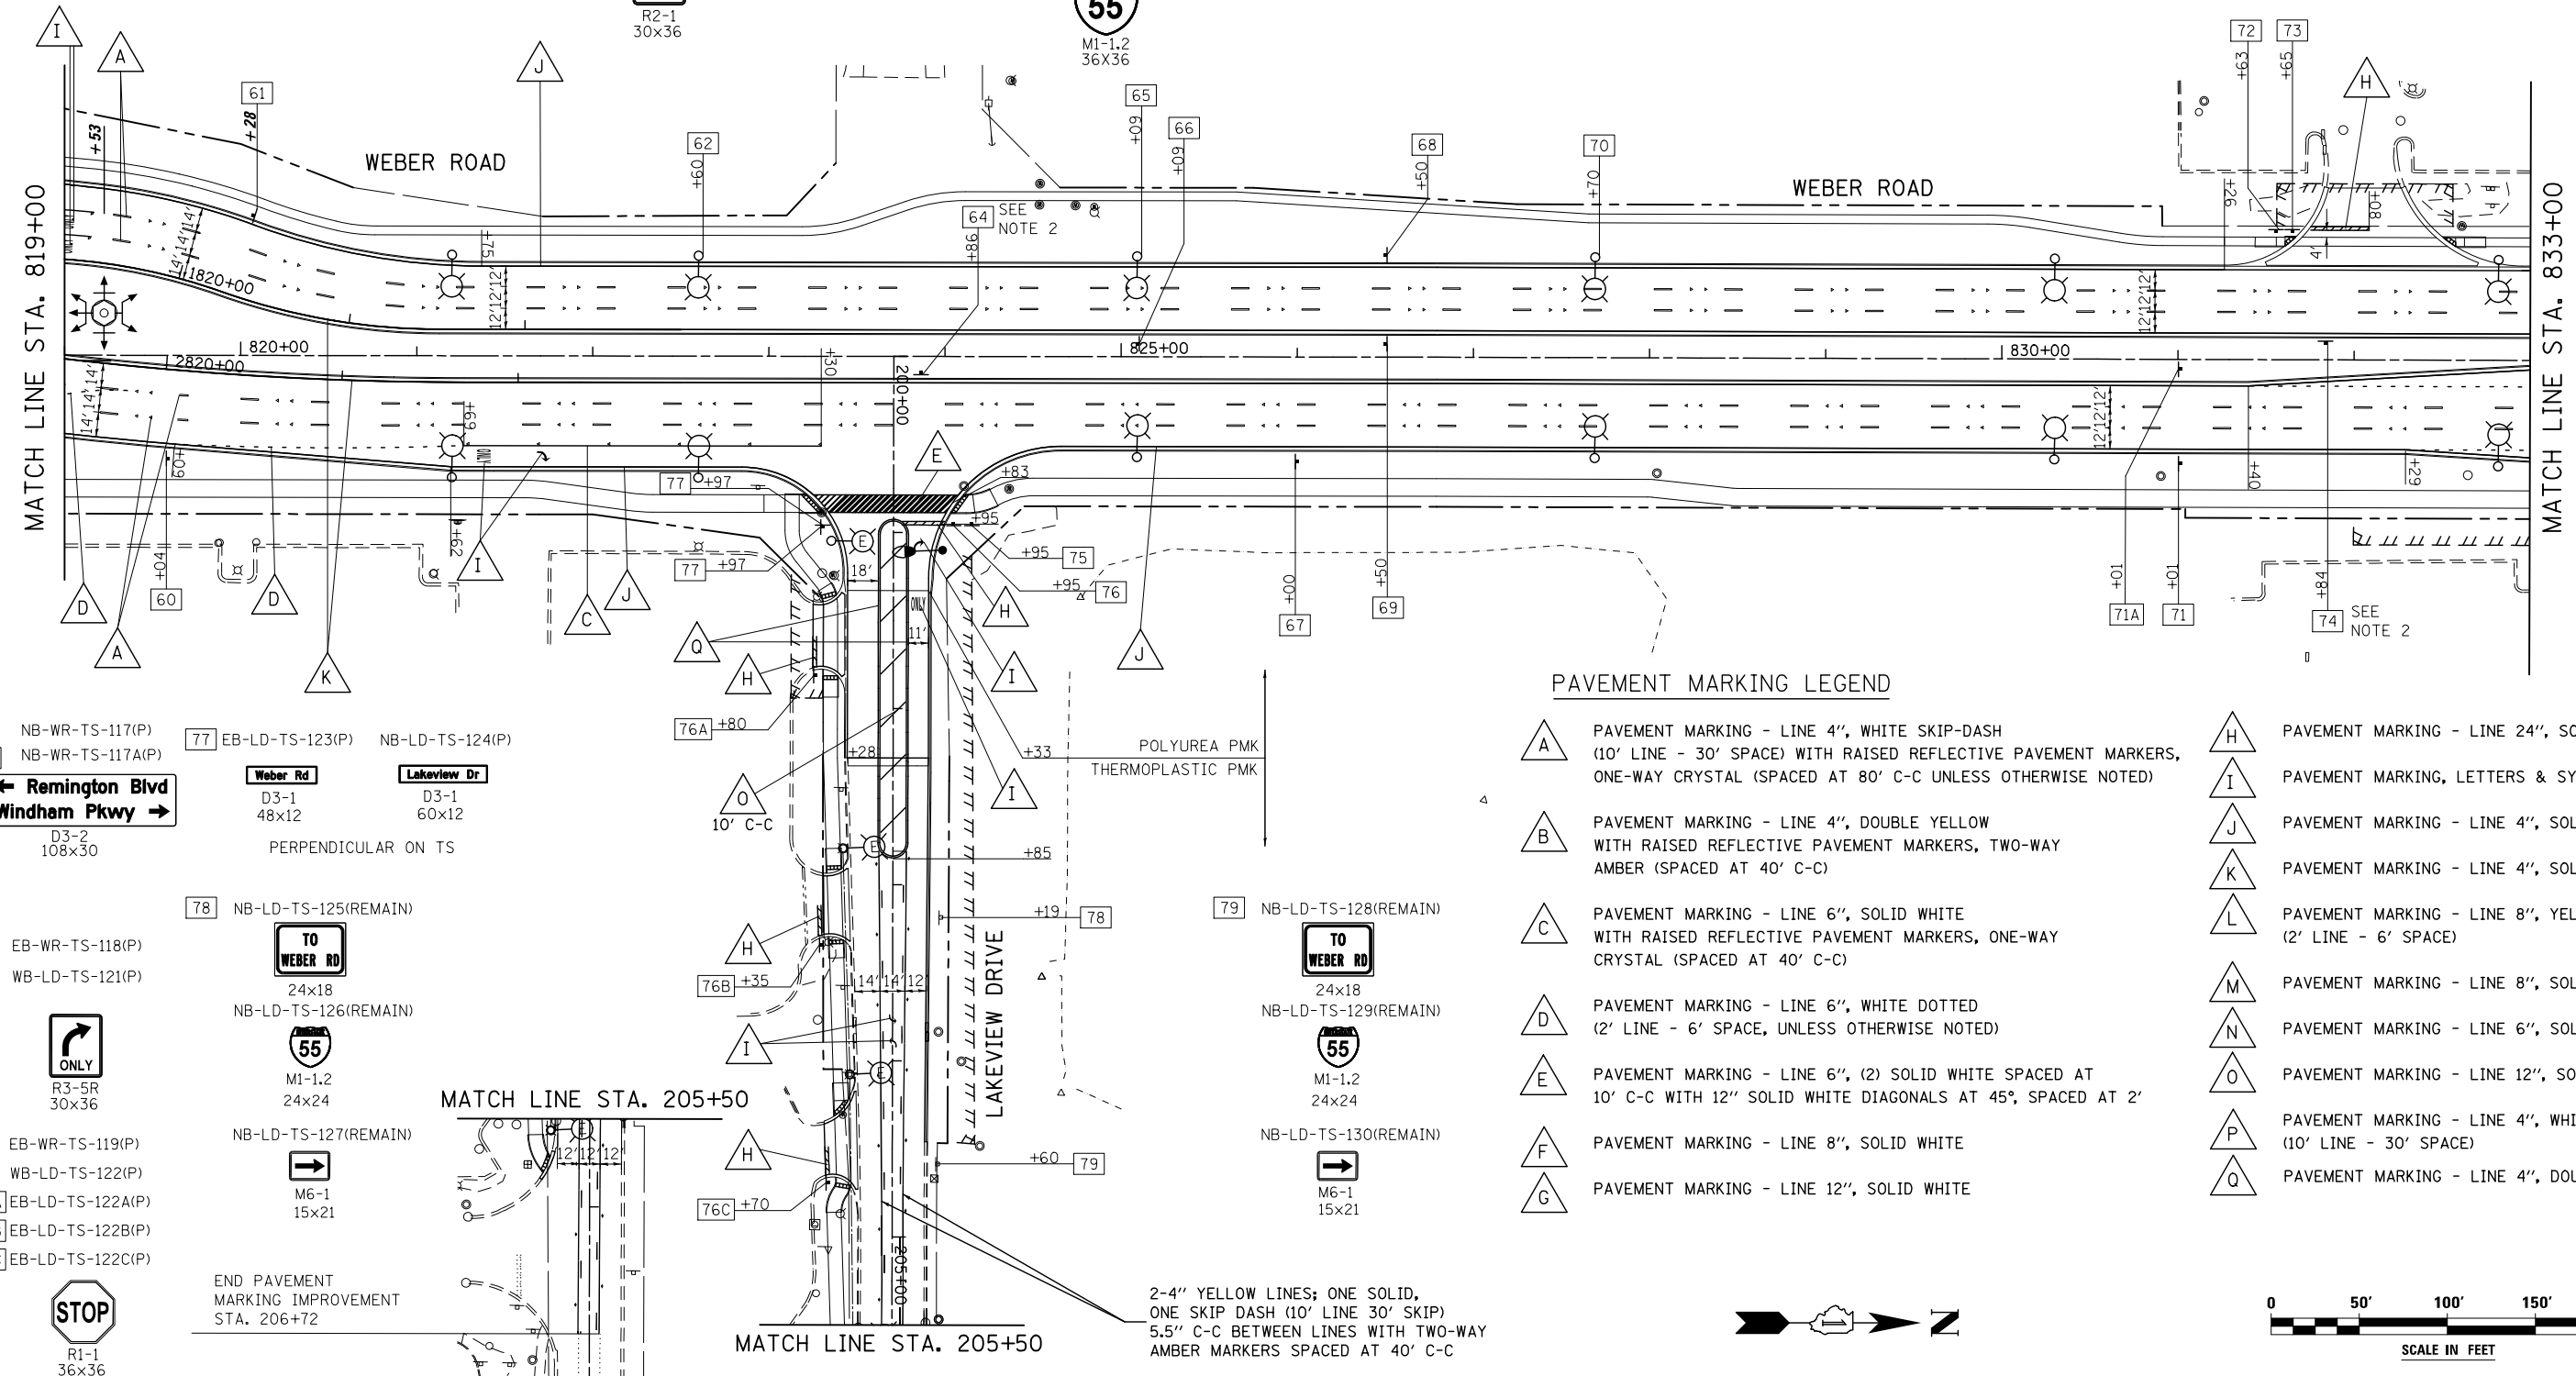 R2-1
30x36
55
M1-1.2
36X36
I
A
J
61
62
65
66
68
70
72
73
H
+53
+28
+60
+60
+60
+50
+70
+63
+65
WEBER ROAD
WEBER ROAD
64
SEE
NOTE 2
+86
+75
+26
+08
4'
MATCH LINE STA. 819+00
MATCH LINE STA. 833+00
14'14'14'
12'12'12'
12'12'12'
1820+00
820+00
2820+00
825+00
830+00
+30
200+00
14'14'14'
12'12'12'
+69
ONLY
+60
+04
+62
60
D
A
D
K
I
C
J
E
77
+97
77
+97
+83
+95
+95
75
+95
76
18'
ONLY
11'
H
Q
H
I
J
+00
67
+50
69
+01
71A
+01
71
+40
+29
+84
74
SEE
NOTE 2
76A
+80
+28
+33
POLYUREA PMK
THERMOPLASTIC PMK
O
10' C-C
I
+85
+19
78
H
76B
+35
14'14'12'
I
LAKEVIEW DRIVE
H
+60
79
76C
+70
205+00
MATCH LINE STA. 205+50
2-4" YELLOW LINES; ONE SOLID,
ONE SKIP DASH (10' LINE 30' SKIP)
5.5" C-C BETWEEN LINES WITH TWO-WAY
AMBER MARKERS SPACED AT 40' C-C
NB-WR-TS-117(P)
NB-WR-TS-117A(P)
← Remington Blvd
Windham Pkwy →
D3-2
108x30
77 EB-LD-TS-123(P)
NB-LD-TS-124(P)
Weber Rd
Lakeview Dr
D3-1
48x12
D3-1
60x12
PERPENDICULAR ON TS
EB-WR-TS-118(P)
WB-LD-TS-121(P)
ONLY
R3-5R
30x36
78 NB-LD-TS-125(REMAIN)
TO
WEBER RD
24x18
NB-LD-TS-126(REMAIN)
55
M1-1.2
24x24
NB-LD-TS-127(REMAIN)
M6-1
15x21
EB-WR-TS-119(P)
WB-LD-TS-122(P)
EB-LD-TS-122A(P)
EB-LD-TS-122B(P)
EB-LD-TS-122C(P)
STOP
R1-1
36x36
MATCH LINE STA. 205+50
E
12'12'12'
END PAVEMENT
MARKING IMPROVEMENT
STA. 206+72
79 NB-LD-TS-128(REMAIN)
TO
WEBER RD
24x18
NB-LD-TS-129(REMAIN)
55
M1-1.2
24x24
NB-LD-TS-130(REMAIN)
M6-1
15x21
PAVEMENT MARKING LEGEND
A PAVEMENT MARKING - LINE 4", WHITE SKIP-DASH
(10' LINE - 30' SPACE) WITH RAISED REFLECTIVE PAVEMENT MARKERS,
ONE-WAY CRYSTAL (SPACED AT 80' C-C UNLESS OTHERWISE NOTED)
B PAVEMENT MARKING - LINE 4", DOUBLE YELLOW
WITH RAISED REFLECTIVE PAVEMENT MARKERS, TWO-WAY
AMBER (SPACED AT 40' C-C)
C PAVEMENT MARKING - LINE 6", SOLID WHITE
WITH RAISED REFLECTIVE PAVEMENT MARKERS, ONE-WAY
CRYSTAL (SPACED AT 40' C-C)
D PAVEMENT MARKING - LINE 6", WHITE DOTTED
(2' LINE - 6' SPACE, UNLESS OTHERWISE NOTED)
E PAVEMENT MARKING - LINE 6", (2) SOLID WHITE SPACED AT
10' C-C WITH 12" SOLID WHITE DIAGONALS AT 45°, SPACED AT 2'
F PAVEMENT MARKING - LINE 8", SOLID WHITE
G PAVEMENT MARKING - LINE 12", SOLID WHITE
H PAVEMENT MARKING - LINE 24", SO
I PAVEMENT MARKING, LETTERS & SY
J PAVEMENT MARKING - LINE 4", SOL
K PAVEMENT MARKING - LINE 4", SOL
L PAVEMENT MARKING - LINE 8", YEL
(2' LINE - 6' SPACE)
M PAVEMENT MARKING - LINE 8", SOL
N PAVEMENT MARKING - LINE 6", SOL
O PAVEMENT MARKING - LINE 12", SO
P PAVEMENT MARKING - LINE 4", WHI
(10' LINE - 30' SPACE)
Q PAVEMENT MARKING - LINE 4", DOU
N
0 50' 100' 150'
SCALE IN FEET